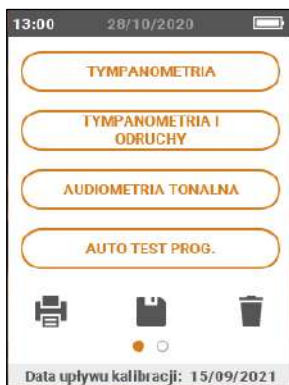 13:00 28/10/2020
TYMPANOMETRIA
TYMPANOMETRIA I
ODRUCHY
AUDIOMETRIA TONALNA
AUTO TEST PROG.
Data upływu kalibracji: 15/09/2021